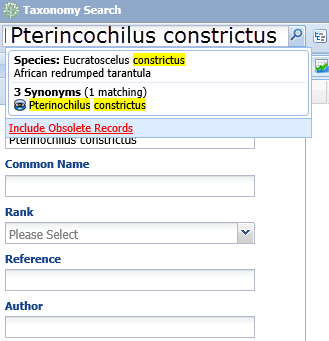 Taxonomy Search
Pterincochilus constrictus
Species: Eucratoscelus constrictus
African redrumped tarantula
3 Synonyms (1 matching)
Pterinochilus constrictus
Include Obsolete Records
Pterinochilus constrictus
Common Name
Rank
Please Select
Reference
Author